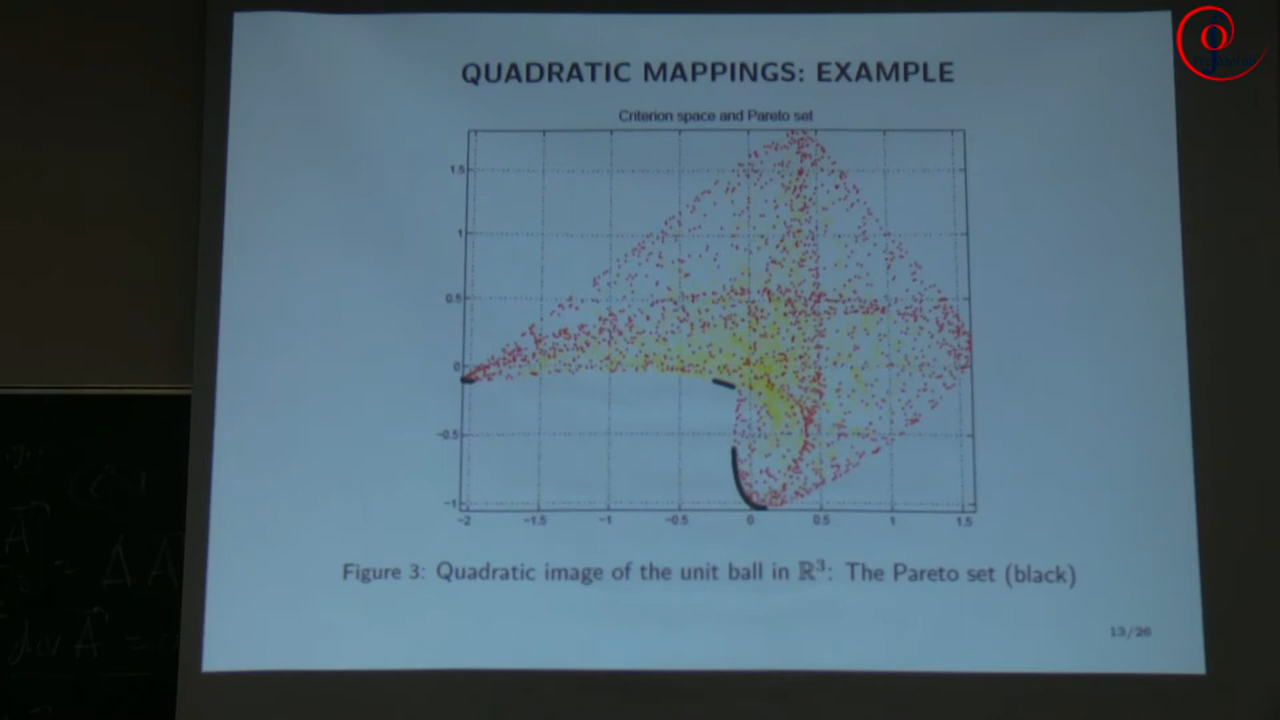 QUADRATIC MAPPINGS: EXAMPLE
Criterion space and Pareto set
1.5
1
0.5
0
-0.5
-1
-2 -1.5 -1 -0.5 0 0.5 1 1.5
Figure 3: Quadratic image of the unit ball in ℝ³: The Pareto set (black)
13/26